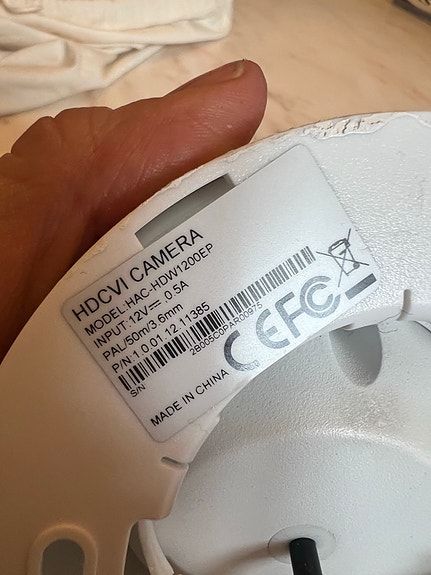 HDCVI CAMERA
MODEL:HAC-HDW1200EP
INPUT:12V⎓ 0.5A
PAL/50m/3.6mm
P/N:1.0.01.12.11385
S/N
2B005C0PAR00975
CE FC
MADE IN CHINA